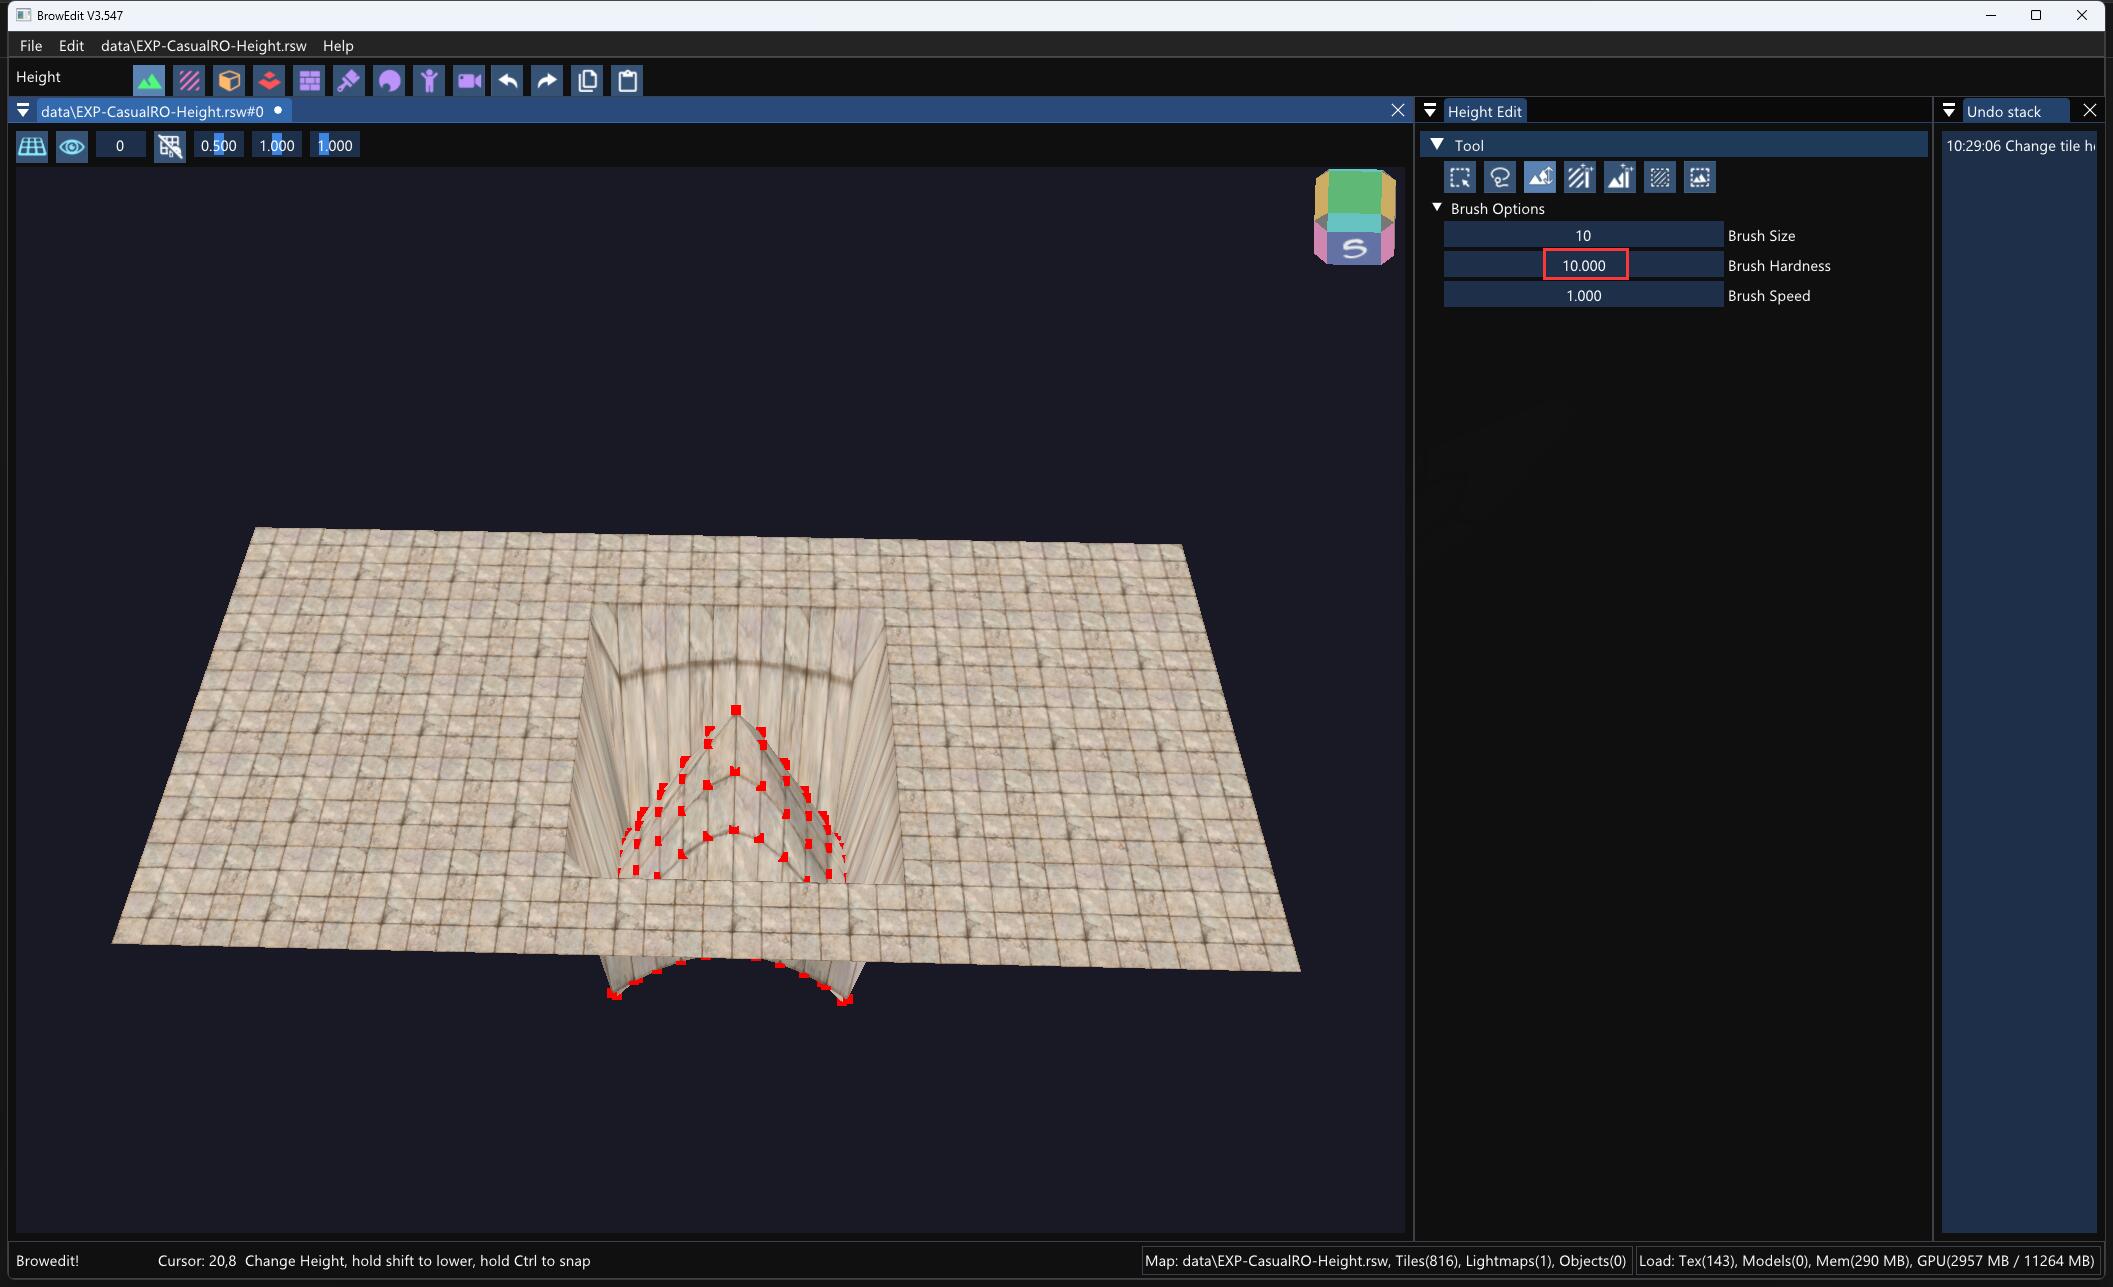 BrowEdit V3.547
File Edit data\EXP-CasualRO-Height.rsw Help
Height
data\EXP-CasualRO-Height.rsw#0
Height Edit
Undo stack
0 0.500 1.000 1.000
Tool
10:29:06 Change tile h
Brush Options
10 Brush Size
10.000 Brush Hardness
1.000 Brush Speed
S
Browedit! Cursor: 20,8 Change Height, hold shift to lower, hold Ctrl to snap
Map: data\EXP-CasualRO-Height.rsw, Tiles(816), Lightmaps(1), Objects(0)
Load: Tex(143), Models(0), Mem(290 MB), GPU(2957 MB / 11264 MB)